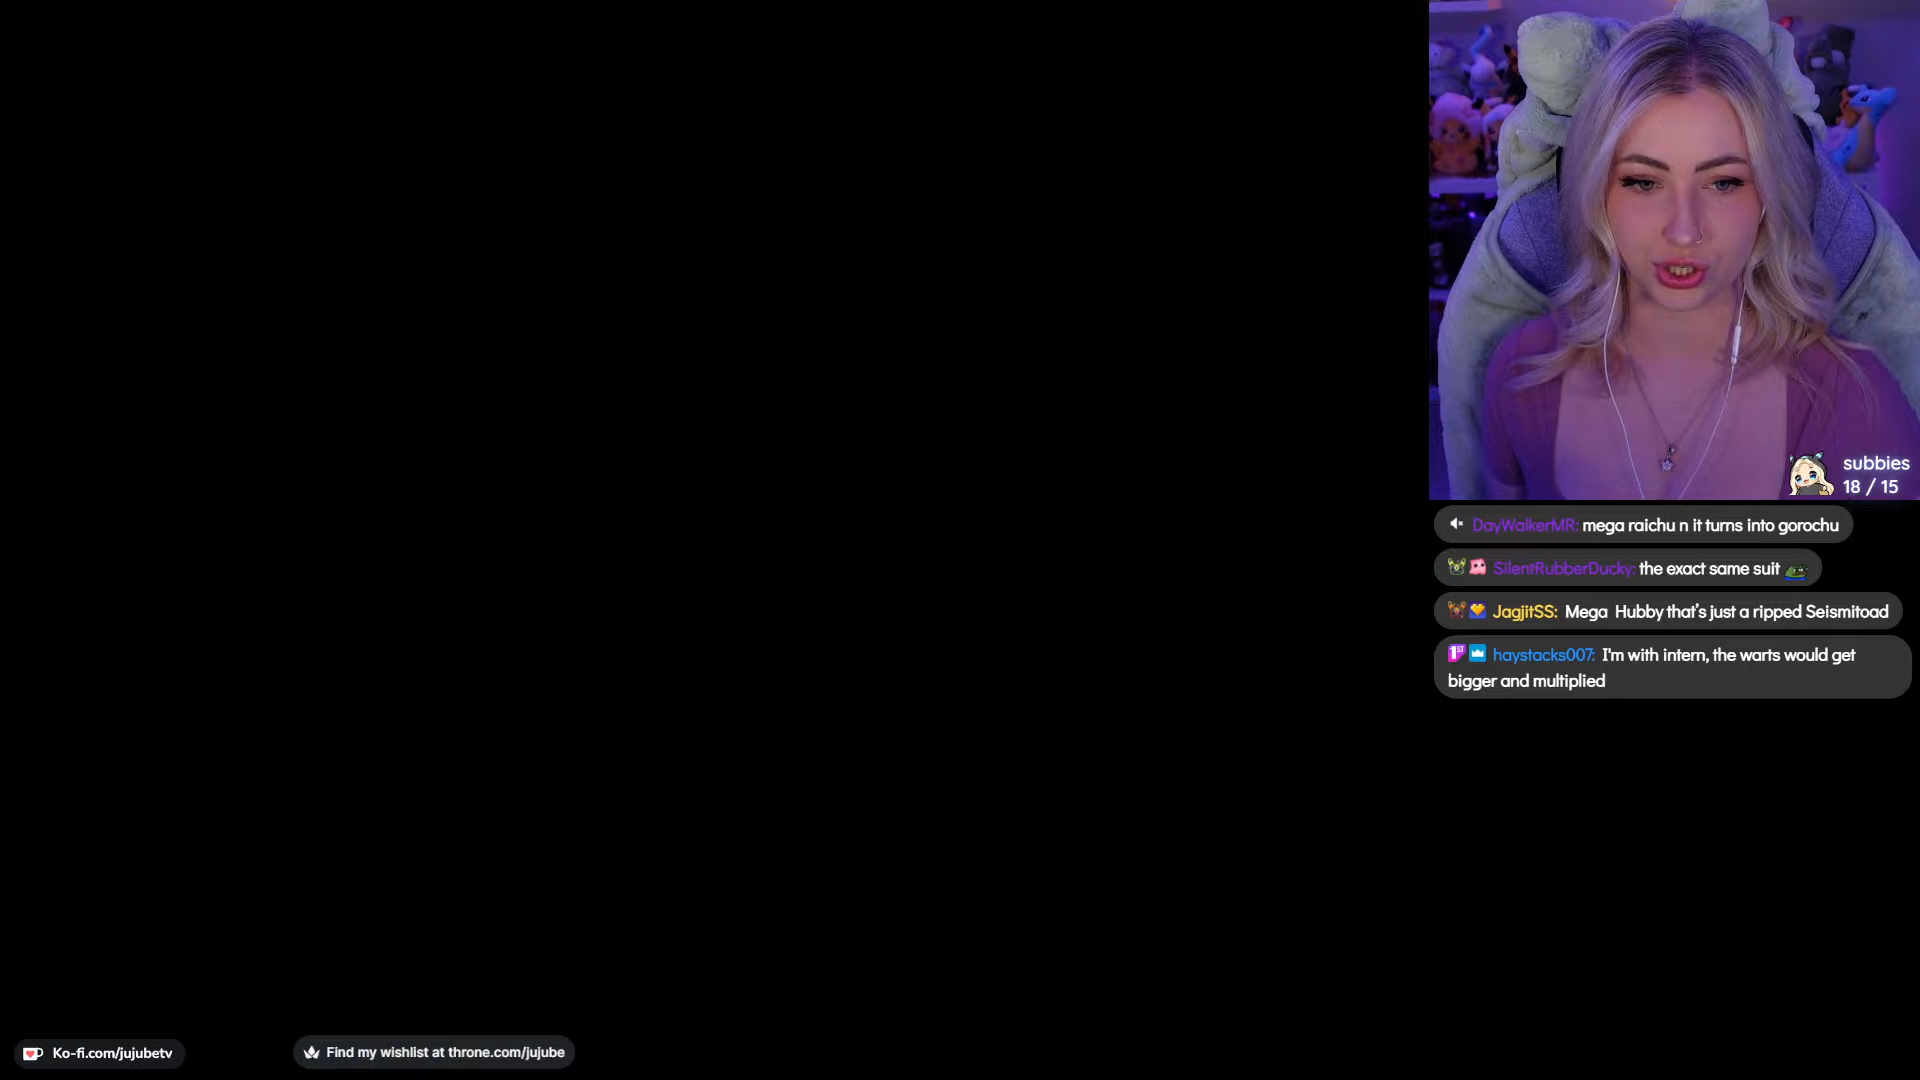 subbies
18 / 15
DayWalkerMR: mega raichu n it turns into gorochu
SilentRubberDucky: the exact same suit
JagjitSS: Mega Hubby that's just a ripped Seismitoad
1ST haystacks007: I'm with intern, the warts would get
bigger and multiplied
Ko-fi.com/jujubetv
Find my wishlist at throne.com/jujube